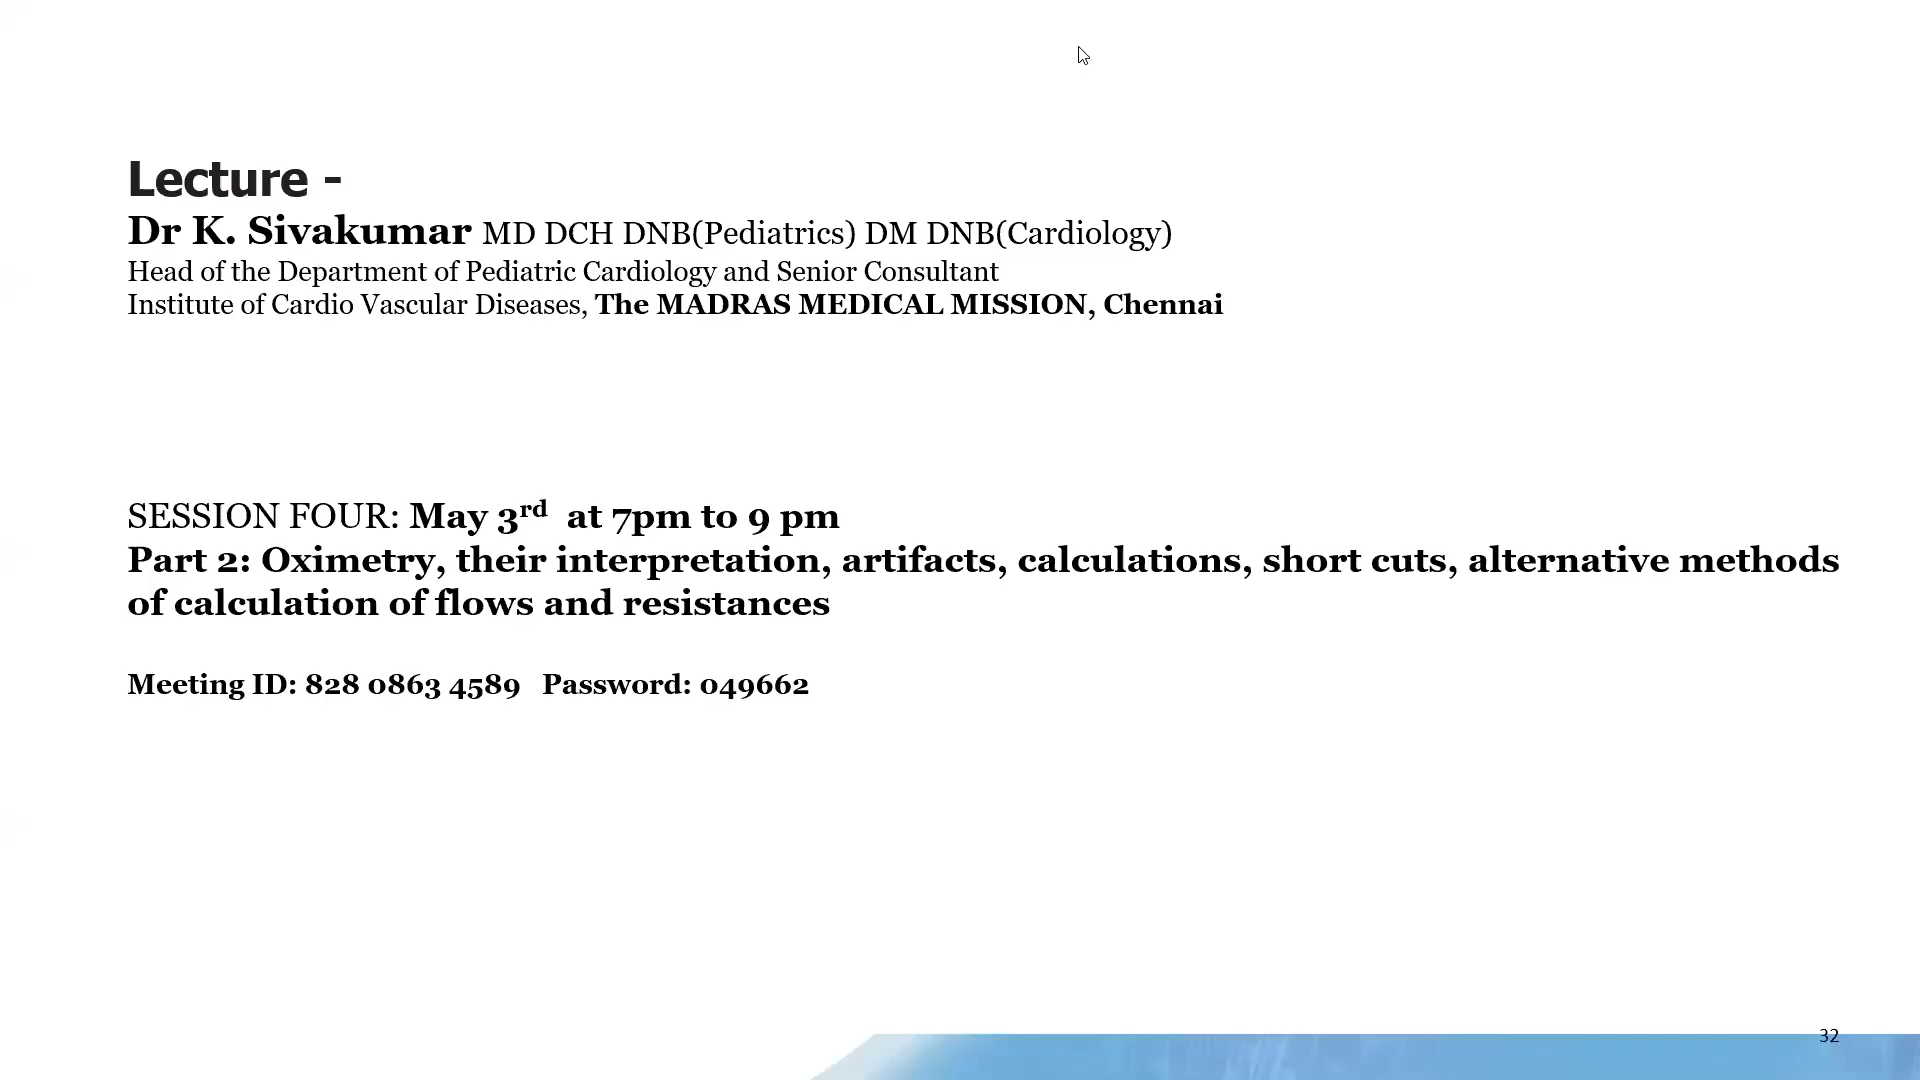 Lecture -
Dr K. Sivakumar MD DCH DNB(Pediatrics) DM DNB(Cardiology)
Head of the Department of Pediatric Cardiology and Senior Consultant
Institute of Cardio Vascular Diseases, The MADRAS MEDICAL MISSION, Chennai
SESSION FOUR: May 3rd at 7pm to 9 pm
Part 2: Oximetry, their interpretation, artifacts, calculations, short cuts, alternative methods
of calculation of flows and resistances
Meeting ID: 828 0863 4589 Password: 049662
32